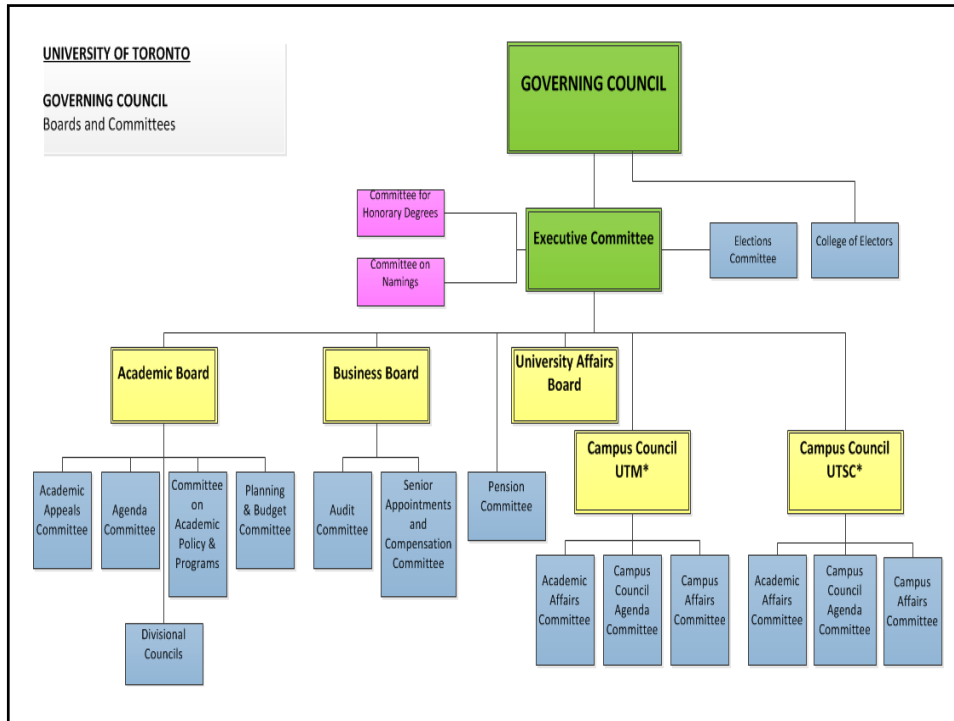 UNIVERSITY OF TORONTO
GOVERNING COUNCIL
Boards and Committees
GOVERNING COUNCIL
Committee for
Honorary Degrees
Executive Committee
Elections
Committee
College of Electors
Committee on
Namings
Academic Board
Business Board
University Affairs
Board
Campus Council
UTM*
Campus Council
UTSC*
Academic
Appeals
Committee
Agenda
Committee
Committee
on
Academic
Policy &
Programs
Planning
& Budget
Committee
Audit
Committee
Senior
Appointments
and
Compensation
Committee
Pension
Committee
Academic
Affairs
Committee
Campus
Council
Agenda
Committee
Campus
Affairs
Committee
Academic
Affairs
Committee
Campus
Council
Agenda
Committee
Campus
Affairs
Committee
Divisional
Councils